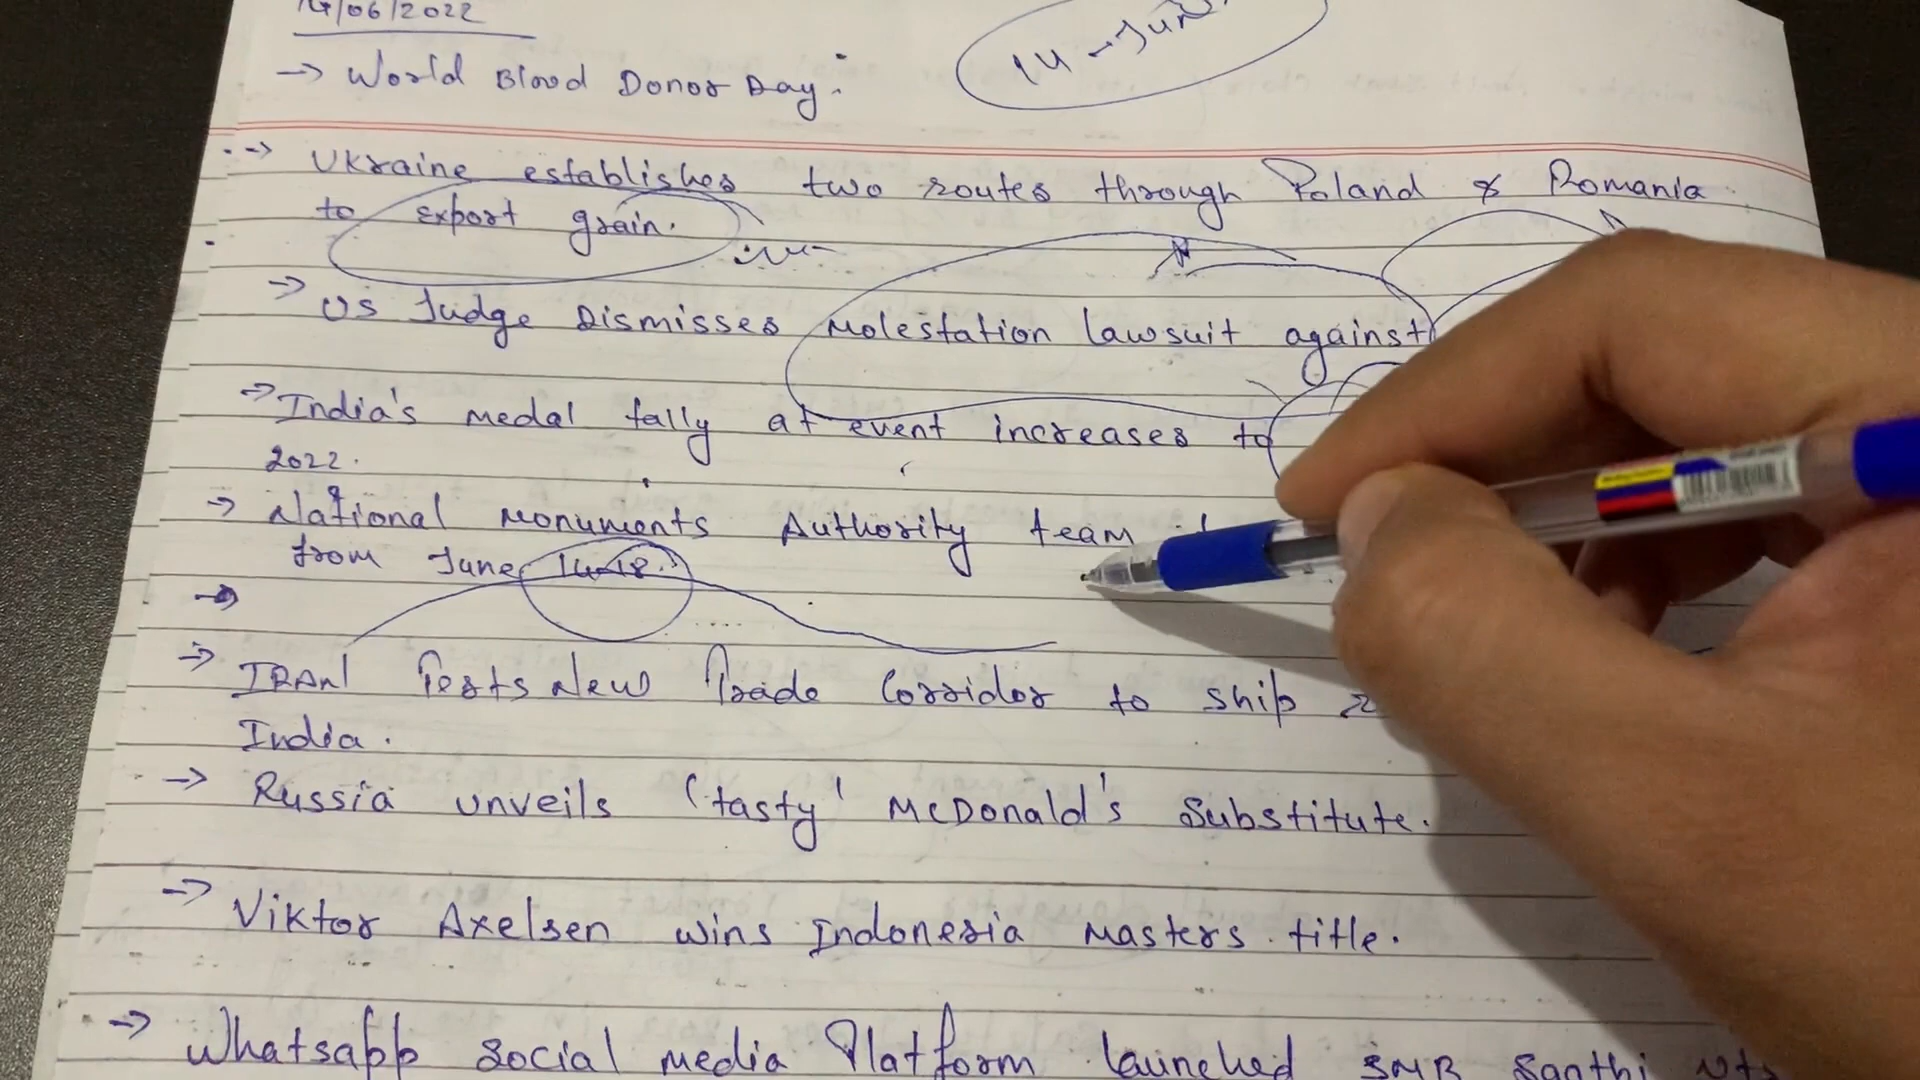 14/06/2022
14-Jun
→ World Blood Donor Day.
→ Ukraine establishes two routes through Poland & Romania
to export grain.
→ US Judge Dismisses Molestation lawsuit against
→ India's medal tally at event increases to
2022.
→ National Monuments Authority team
from June 14-18.
→
→ IRAN Tests New Trade Corridor to ship
India.
→ Russia unveils 'tasty' McDonald's Substitute.
→ Viktor Axelsen wins Indonesia Masters title.
→ Whatsapp social media Platform launched SMB